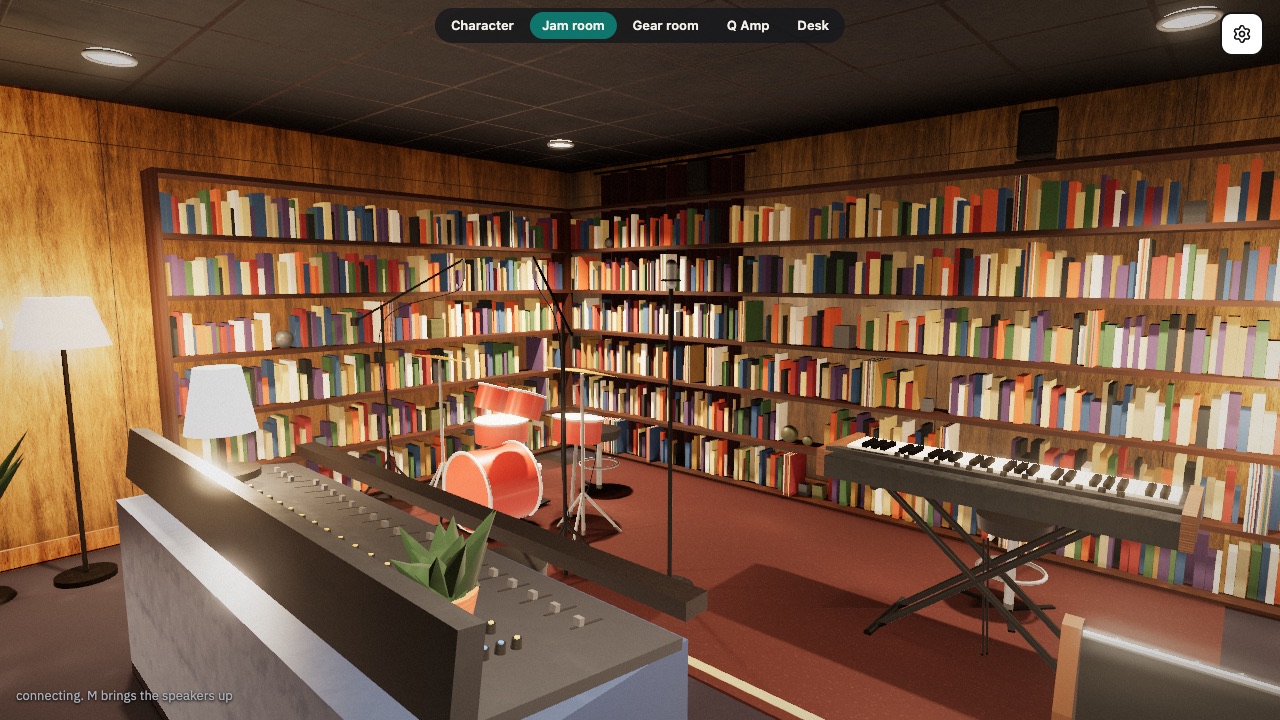 Character
Jam room
Gear room
Q Amp
Desk
connecting. M brings the speakers up